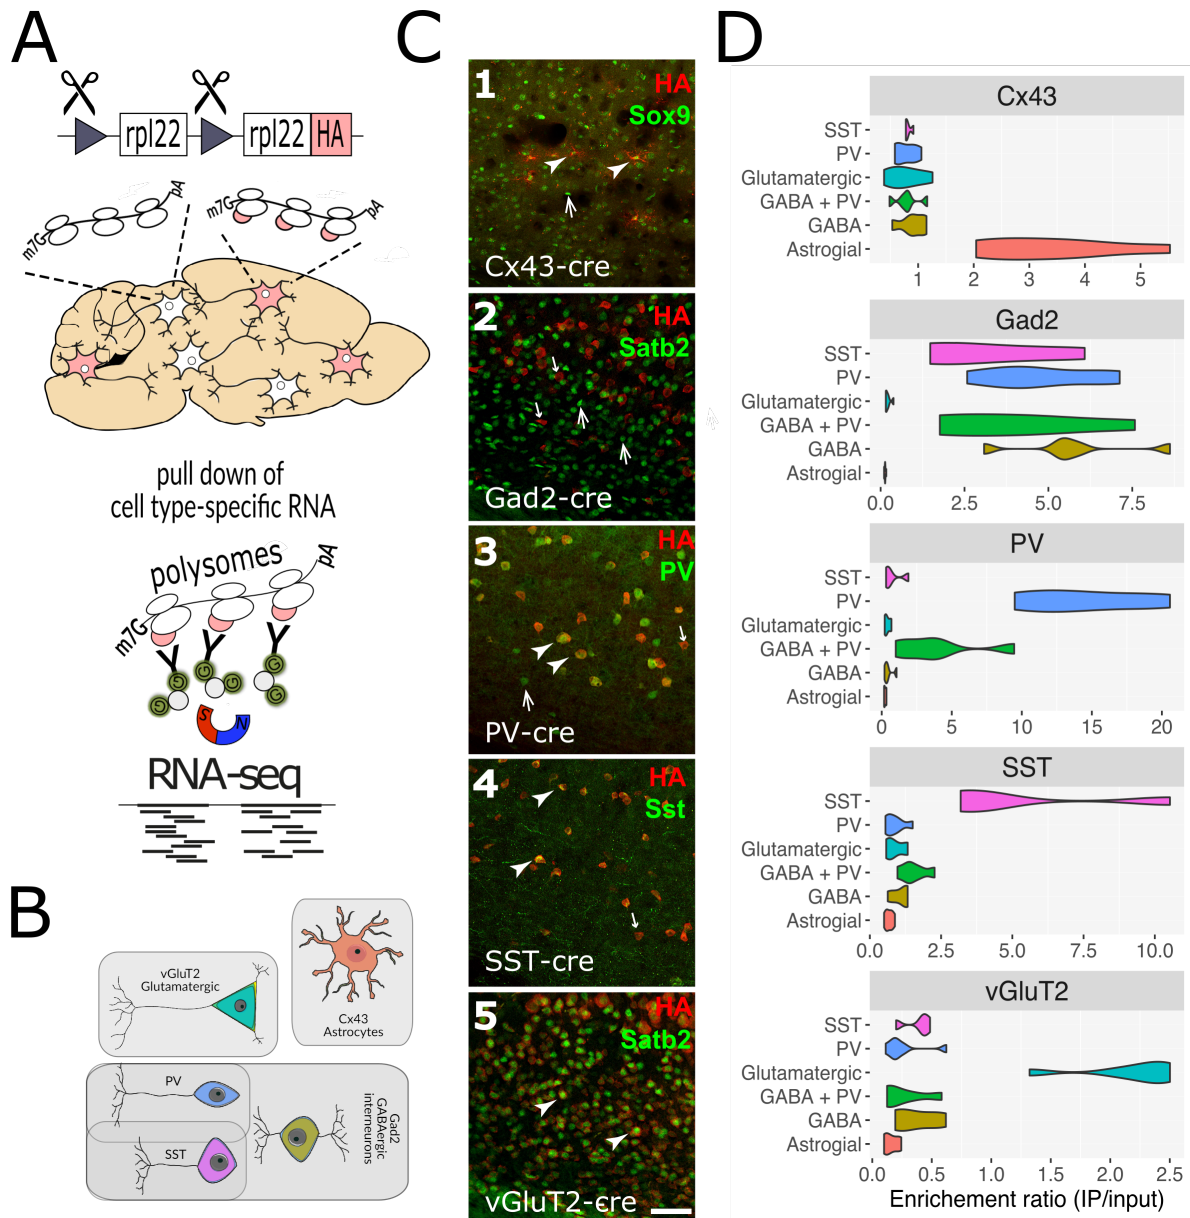 A
rpl22
rpl22
HA
m7G
pA
m7G
pA
pull down of
cell type-specific RNA
polysomes
m7G
pA
G
G
G
G
G
G
S
N
RNA-seq
B
vGluT2
Glutamatergic
Cx43
Astrocytes
PV
SST
Gad2
GABAergic
interneurons
C
1
HA
Sox9
Cx43-cre
2
HA
Satb2
Gad2-cre
3
HA
PV
PV-cre
4
HA
Sst
SST-cre
5
HA
Satb2
vGluT2-cre
D
Cx43
SST
PV
Glutamatergic
GABA + PV
GABA
Astrogial
1 2 3 4 5
Gad2
SST
PV
Glutamatergic
GABA + PV
GABA
Astrogial
0.0 2.5 5.0 7.5
PV
SST
PV
Glutamatergic
GABA + PV
GABA
Astrogial
0 5 10 15 20
SST
SST
PV
Glutamatergic
GABA + PV
GABA
Astrogial
0.0 2.5 5.0 7.5 10.0
vGluT2
SST
PV
Glutamatergic
GABA + PV
GABA
Astrogial
0.0 0.5 1.0 1.5 2.0 2.5
Enrichement ratio (IP/input)